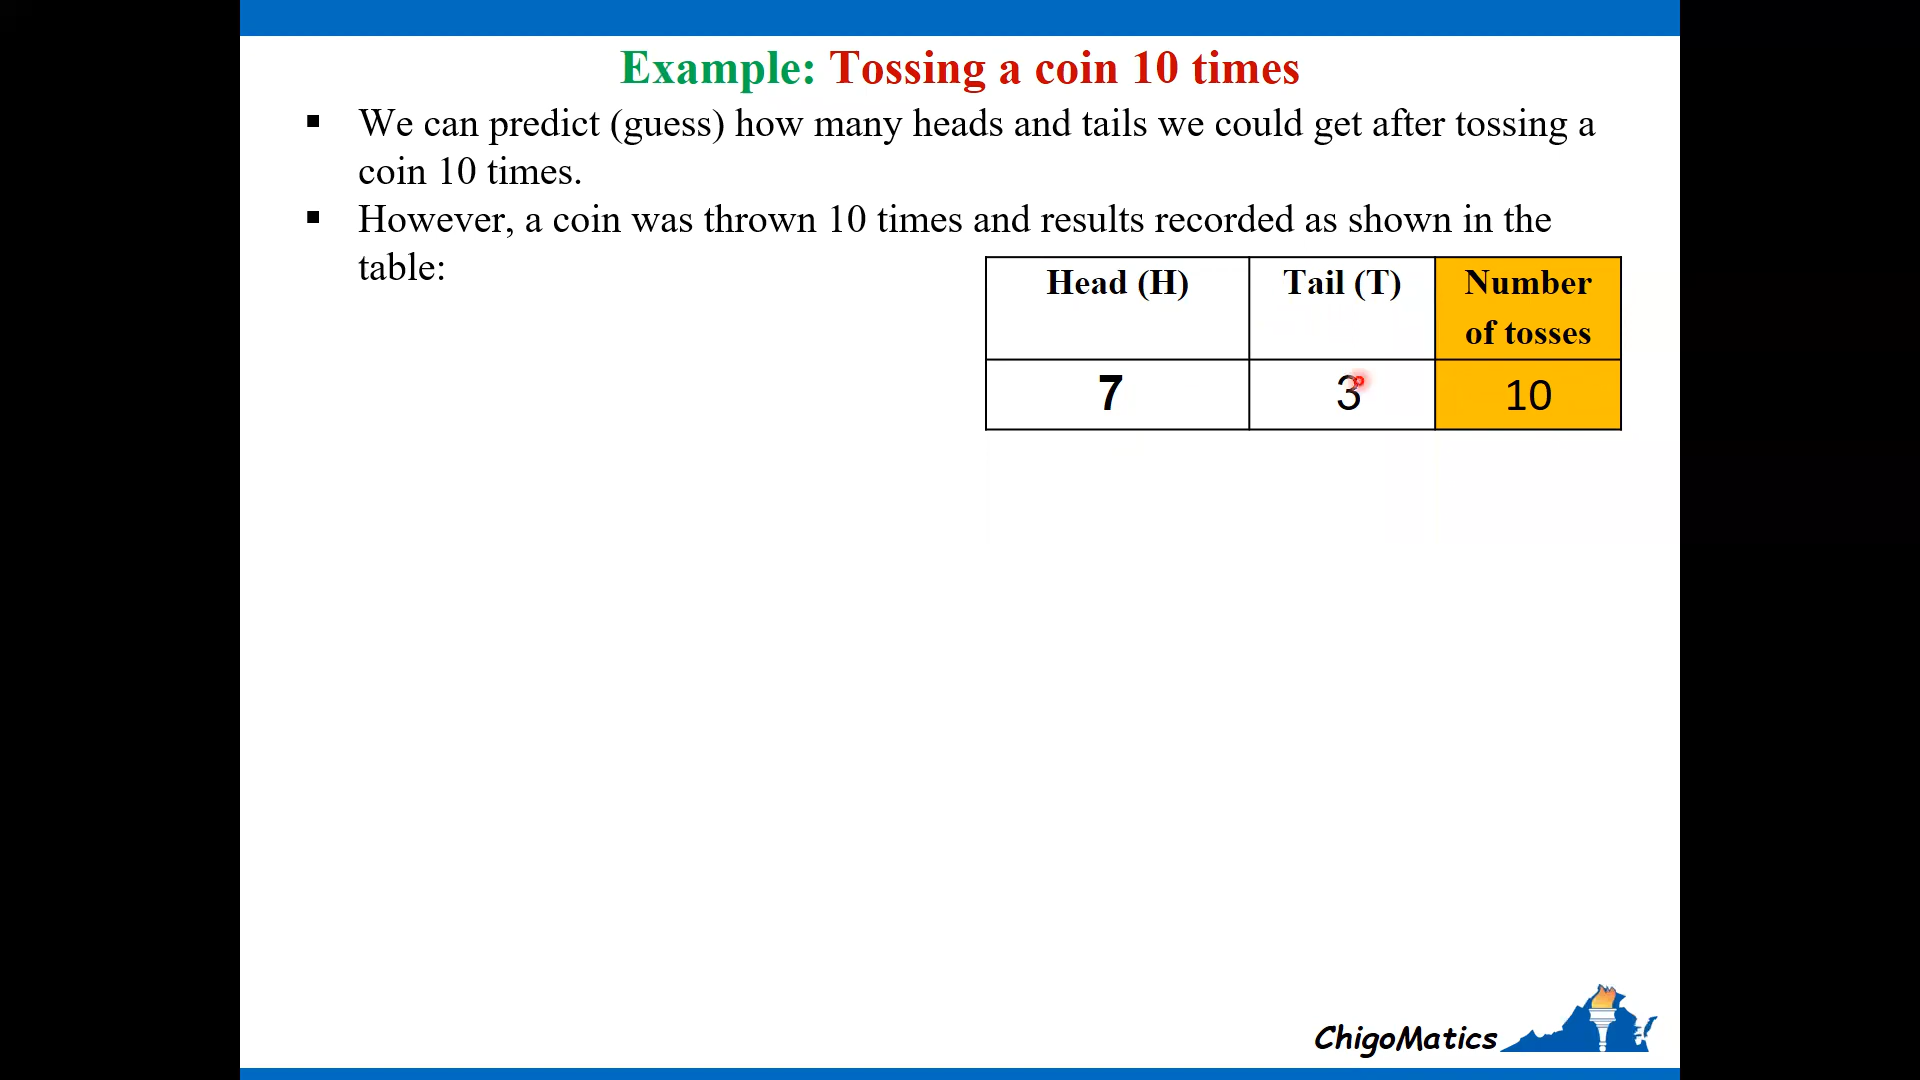 Example: Tossing a coin 10 times
▪ We can predict (guess) how many heads and tails we could get after tossing a
coin 10 times.
▪ However, a coin was thrown 10 times and results recorded as shown in the
table:
Head (H) Tail (T) Number
of tosses
7 3 10
ChigoMatics